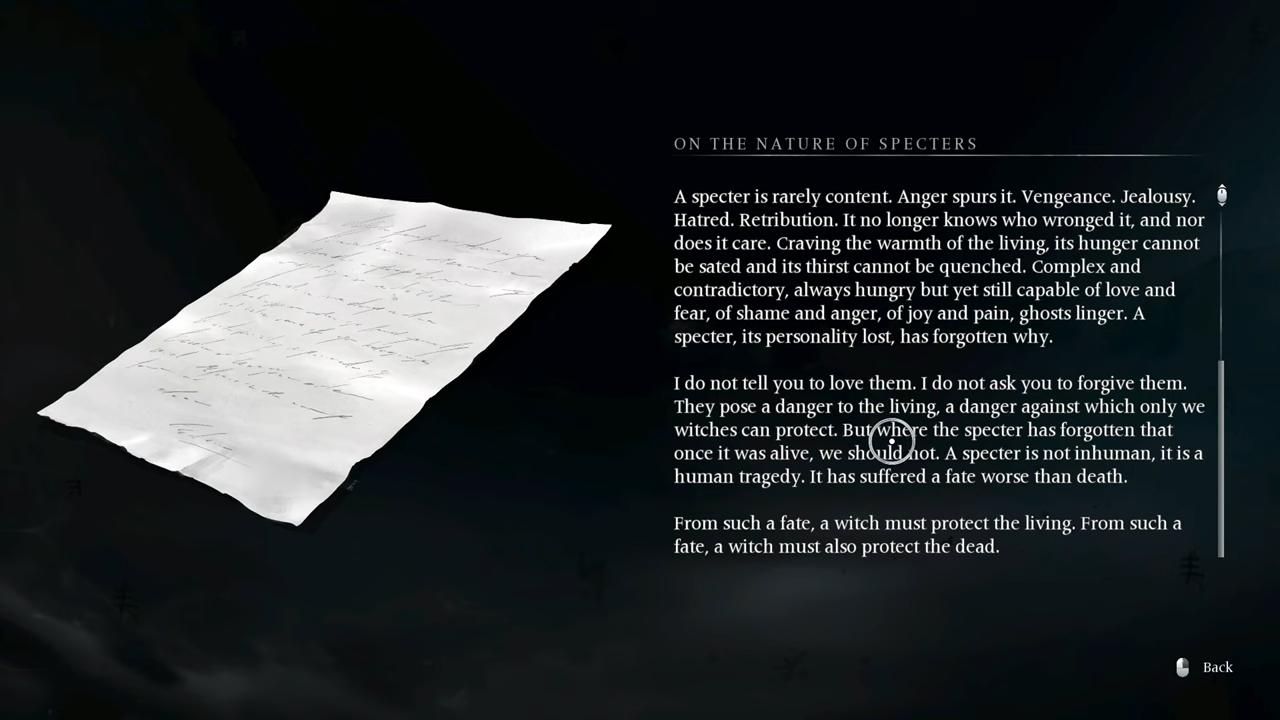 ON THE NATURE OF SPECTERS
A specter is rarely content. Anger spurs it. Vengeance. Jealousy.
Hatred. Retribution. It no longer knows who wronged it, and nor
does it care. Craving the warmth of the living, its hunger cannot
be sated and its thirst cannot be quenched. Complex and
contradictory, always hungry but yet still capable of love and
fear, of shame and anger, of joy and pain, ghosts linger. A
specter, its personality lost, has forgotten why.
I do not tell you to love them. I do not ask you to forgive them.
They pose a danger to the living, a danger against which only we
witches can protect. But where the specter has forgotten that
once it was alive, we should not. A specter is not inhuman, it is a
human tragedy. It has suffered a fate worse than death.
From such a fate, a witch must protect the living. From such a
fate, a witch must also protect the dead.
Back